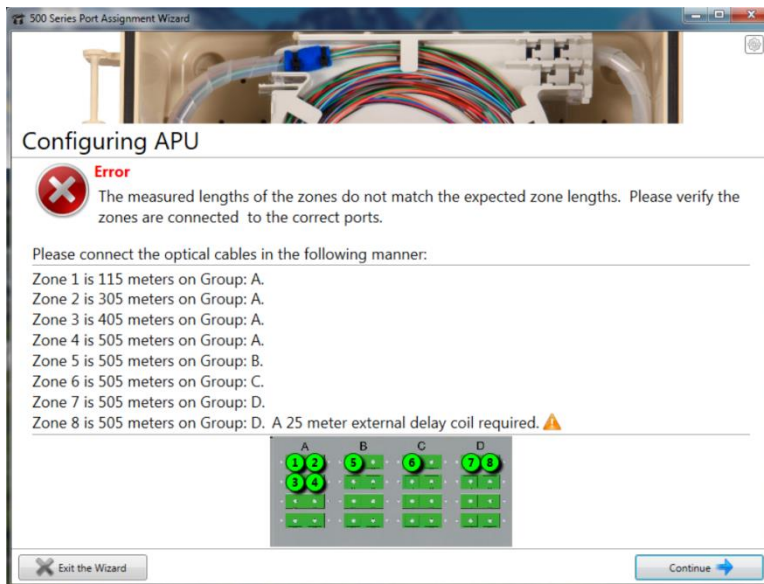 500 Series Port Assignment Wizard
Configuring APU
Error
The measured lengths of the zones do not match the expected zone lengths. Please verify the
zones are connected to the correct ports.
Please connect the optical cables in the following manner:
Zone 1 is 115 meters on Group: A.
Zone 2 is 305 meters on Group: A.
Zone 3 is 405 meters on Group: A.
Zone 4 is 505 meters on Group: A.
Zone 5 is 505 meters on Group: B.
Zone 6 is 505 meters on Group: C.
Zone 7 is 505 meters on Group: D.
Zone 8 is 505 meters on Group: D. A 25 meter external delay coil required.
A B C D
1 2 5 6 7 8
3 4
Exit the Wizard Continue